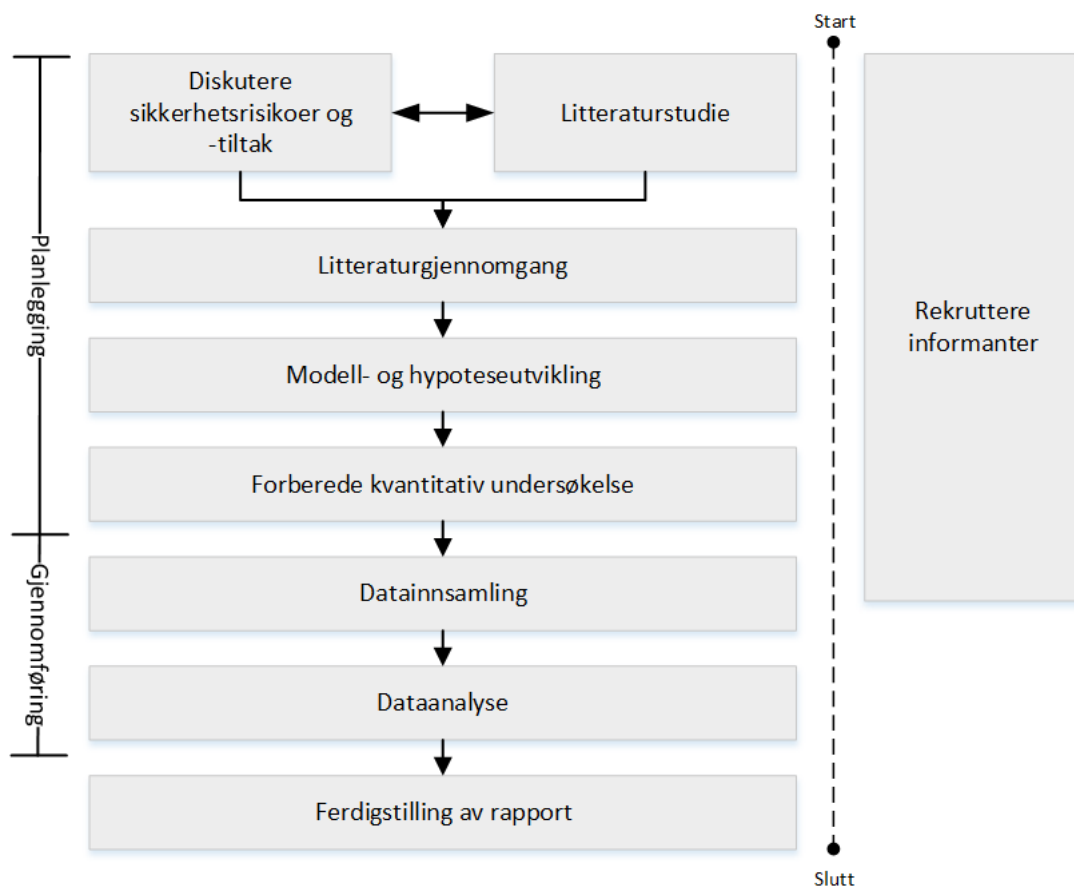 Start
Diskutere
sikkerhetsrisikoer og
-tiltak
Litteraturstudie
Litteraturgjennomgang
Modell- og hypoteseutvikling
Forberede kvantitativ undersøkelse
Datainnsamling
Dataanalyse
Ferdigstilling av rapport
Planlegging
Gjennomføring
Rekruttere
informanter
Slutt